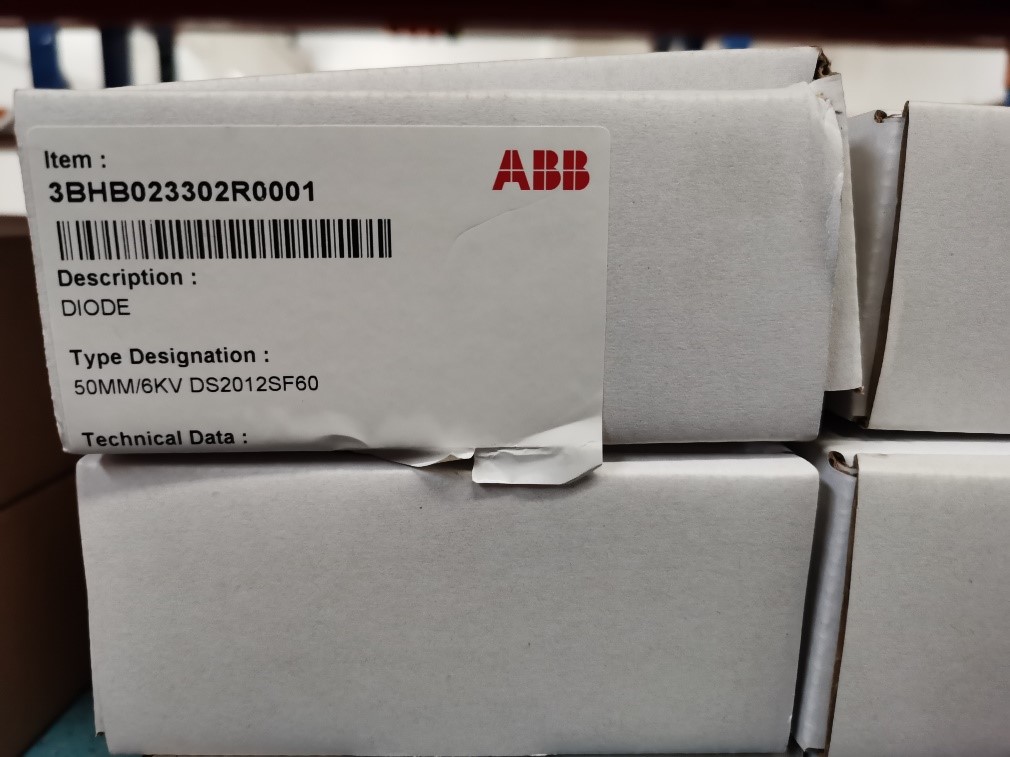 Item :
ABB
3BHB023302R0001
Description :
DIODE
Type Designation :
50MM/6KV DS2012SF60
Technical Data :